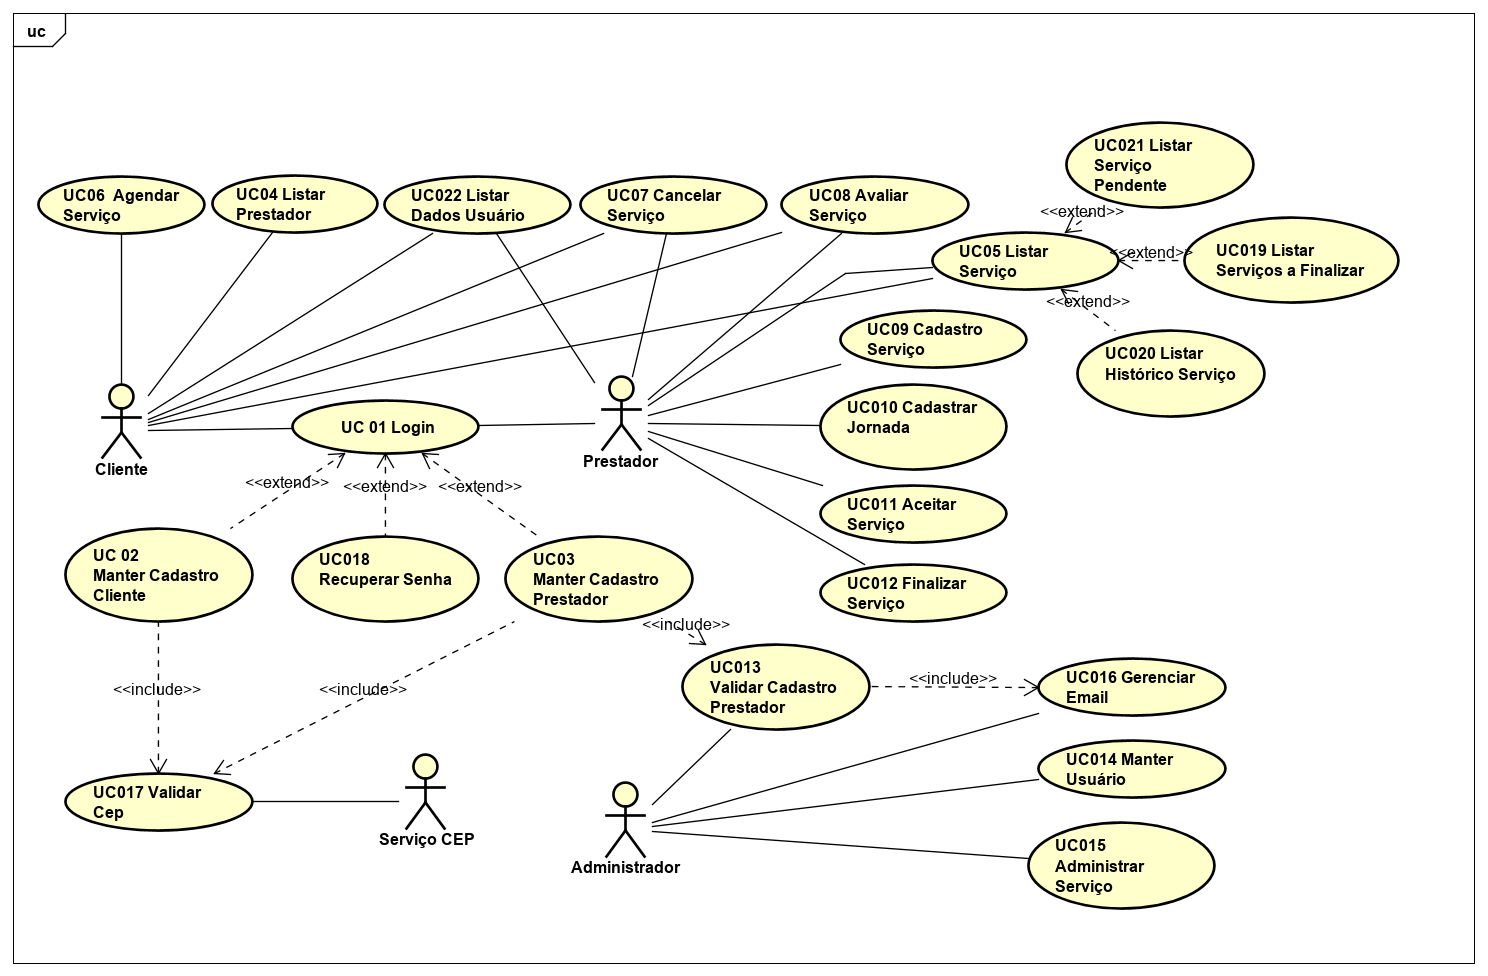 uc
UC021 Listar
Serviço
Pendente
UC06  Agendar
Serviço
UC04 Listar
Prestador
UC022 Listar
Dados Usuário
UC07 Cancelar
Serviço
UC08 Avaliar
Serviço
<<extend>>
UC05 Listar
Serviço
<<extend>>
UC019 Listar
Serviços a Finalizar
<<extend>>
UC09 Cadastro
Serviço
UC020 Listar
Histórico Serviço
UC010 Cadastrar
Jornada
UC 01 Login
Cliente
Prestador
<<extend>>
<<extend>>
<<extend>>
UC011 Aceitar
Serviço
UC 02
Manter Cadastro
Cliente
UC018
Recuperar Senha
UC03
Manter Cadastro
Prestador
UC012 Finalizar
Serviço
<<include>>
UC013
Validar Cadastro
Prestador
<<include>>
UC016 Gerenciar
Email
<<include>>
<<include>>
UC014 Manter
Usuário
UC017 Validar
Cep
Serviço CEP
Administrador
UC015
Administrar
Serviço